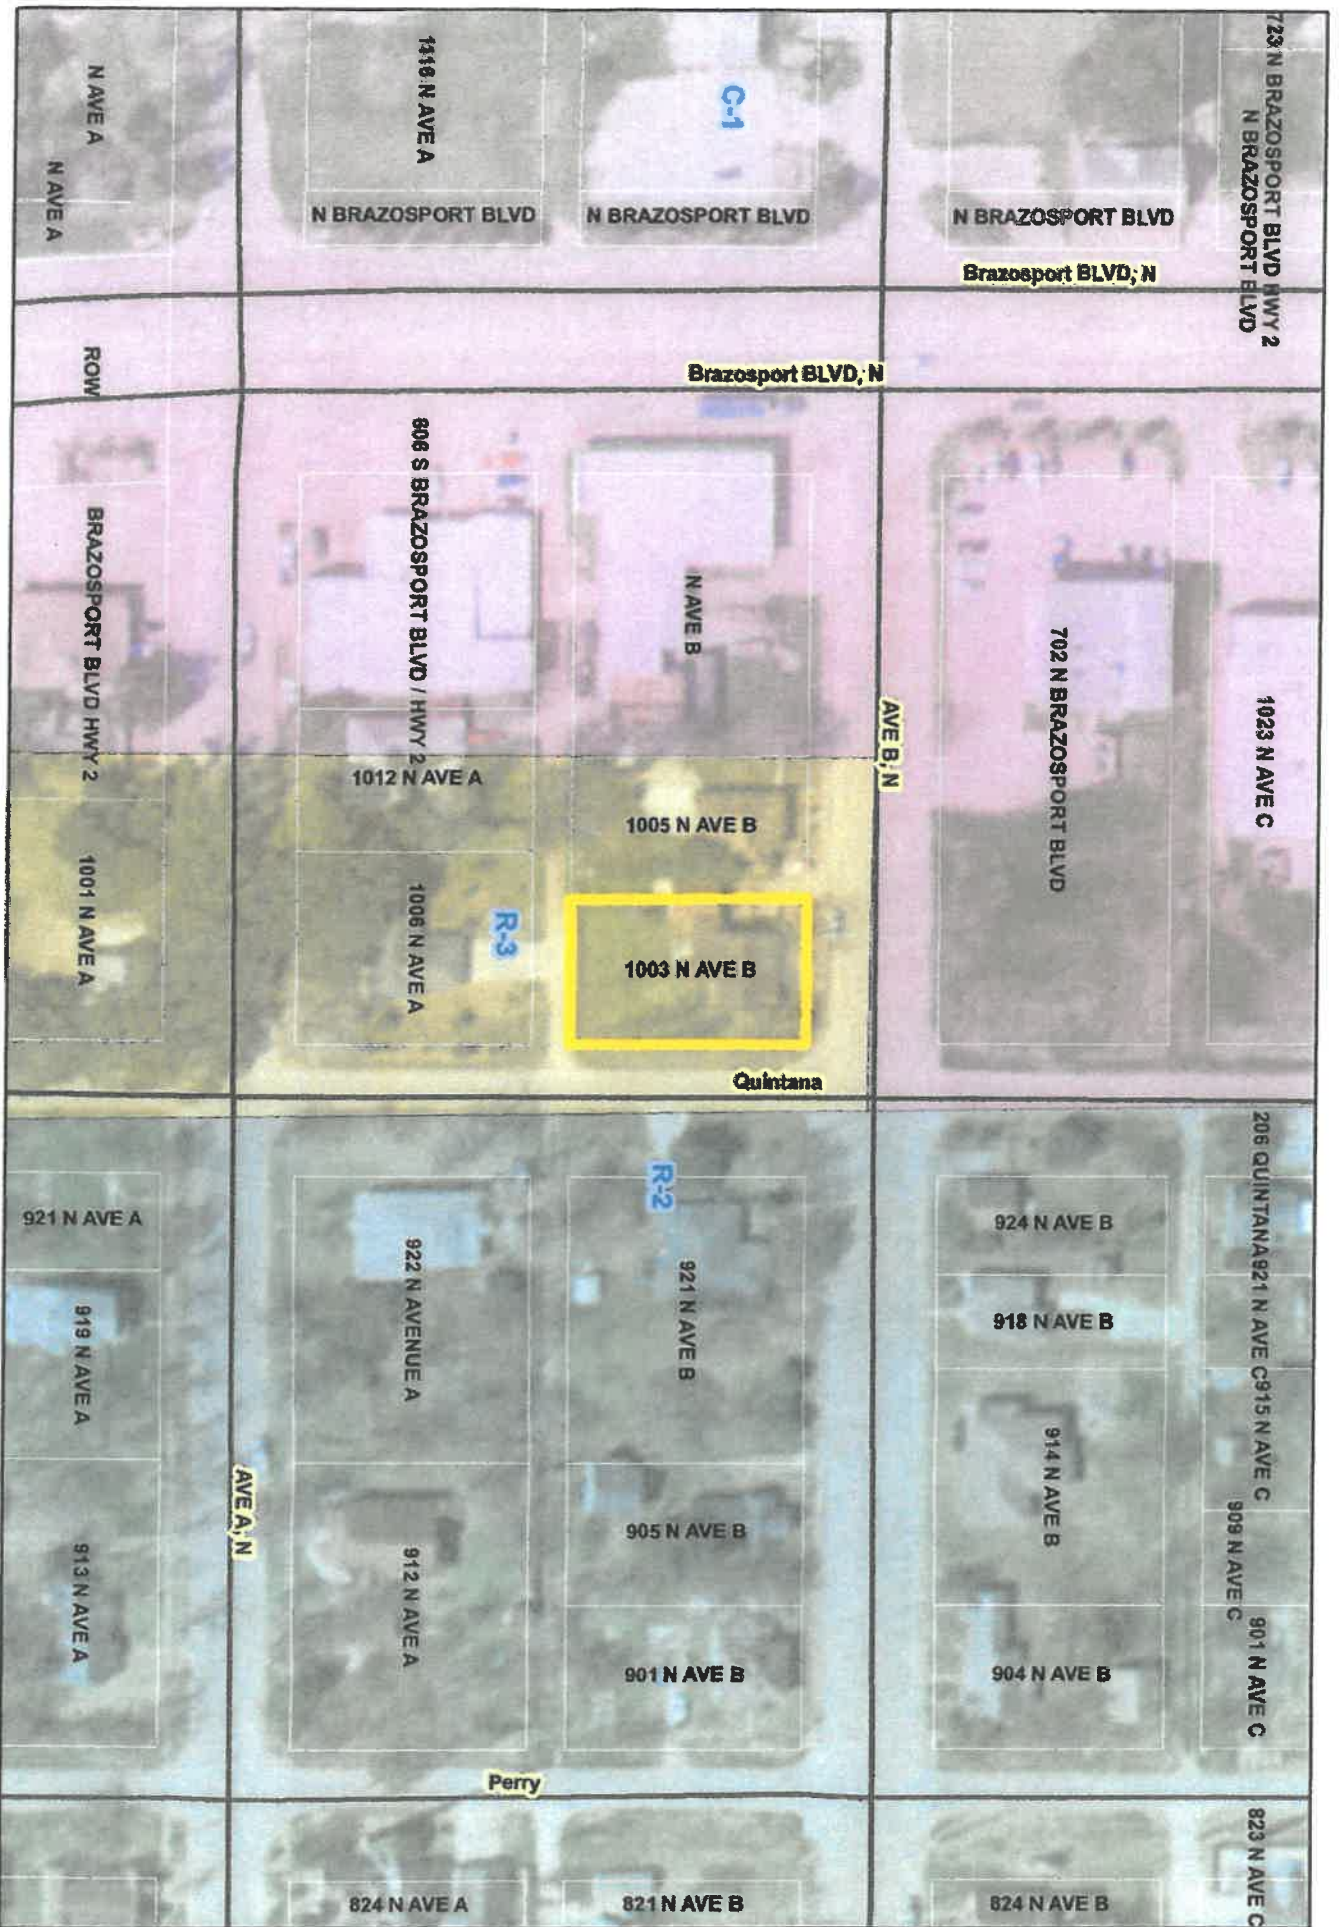 N AVE A
N AVE A
1416 N AVE A
C-1
723 N BRAZOSPORT BLVD HWY 2
N BRAZOSPORT BLVD
N BRAZOSPORT BLVD
N BRAZOSPORT BLVD
N BRAZOSPORT BLVD
Brazosport BLVD, N
ROW
Brazosport BLVD, N
BRAZOSPORT BLVD HWY 2
606 S BRAZOSPORT BLVD / HWY 2
N AVE B
AVE B, N
702 N BRAZOSPORT BLVD
1023 N AVE C
1012 N AVE A
1005 N AVE B
1001 N AVE A
1006 N AVE A
R-3
1003 N AVE B
Quintana
921 N AVE A
R-2
924 N AVE B
206 QUINTANA
921 N AVE C
919 N AVE A
922 N AVENUE A
921 N AVE B
918 N AVE B
915 N AVE C
AVE A, N
914 N AVE B
905 N AVE B
909 N AVE C
913 N AVE A
912 N AVE A
901 N AVE B
904 N AVE B
901 N AVE C
Perry
824 N AVE A
821 N AVE B
824 N AVE B
823 N AVE C